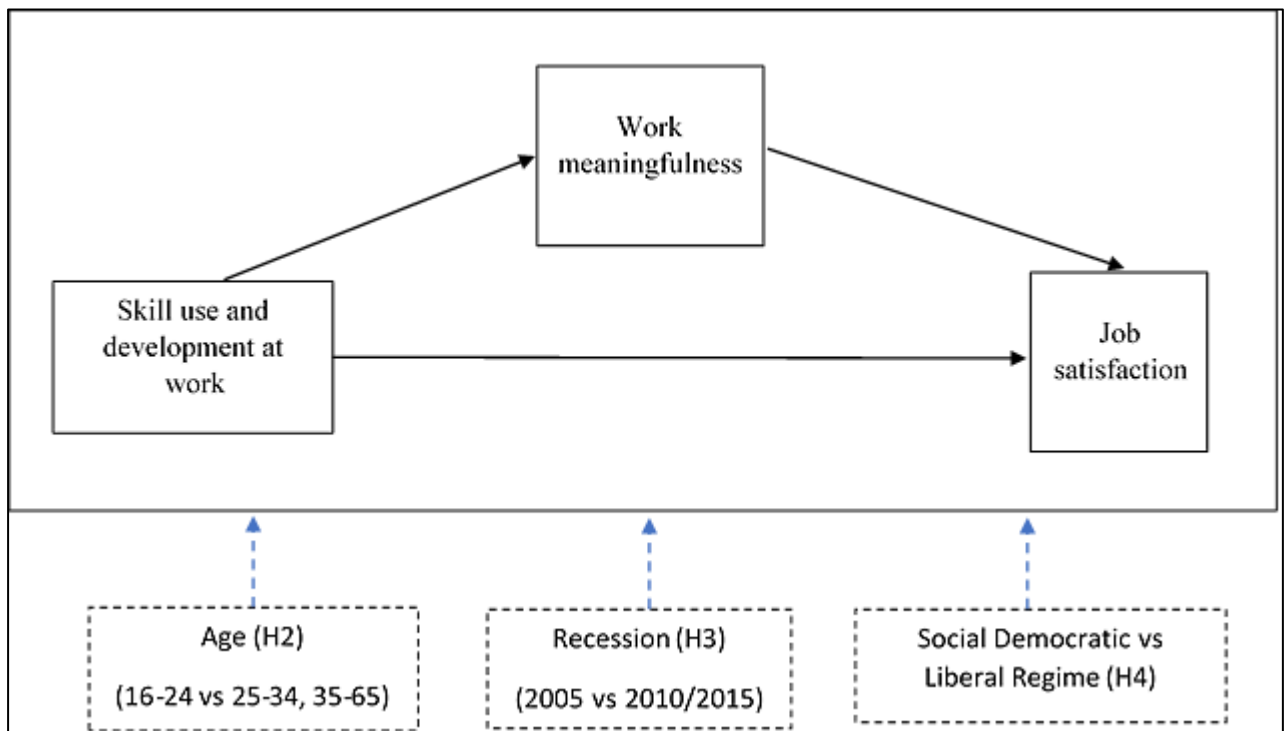 Work
meaningfulness
Skill use and
development at
work
Job
satisfaction
Age (H2)
(16-24 vs 25-34, 35-65)
Recession (H3)
(2005 vs 2010/2015)
Social Democratic vs
Liberal Regime (H4)